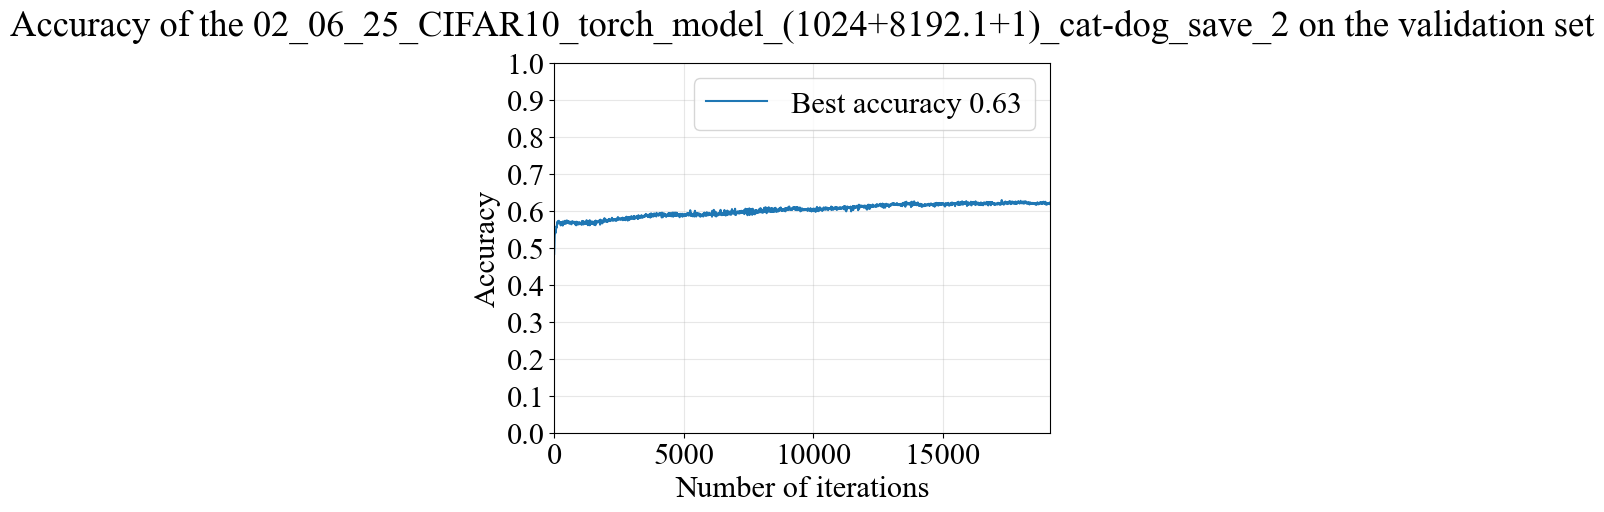 Accuracy of the 02_06_25_CIFAR10_torch_model_(1024+8192.1+1)_cat-dog_save_2 on the validation set
1.0
0.9
0.8
0.7
0.6
0.5
0.4
0.3
0.2
0.1
0.0
Accuracy
Best accuracy 0.63
0 5000 10000 15000
Number of iterations